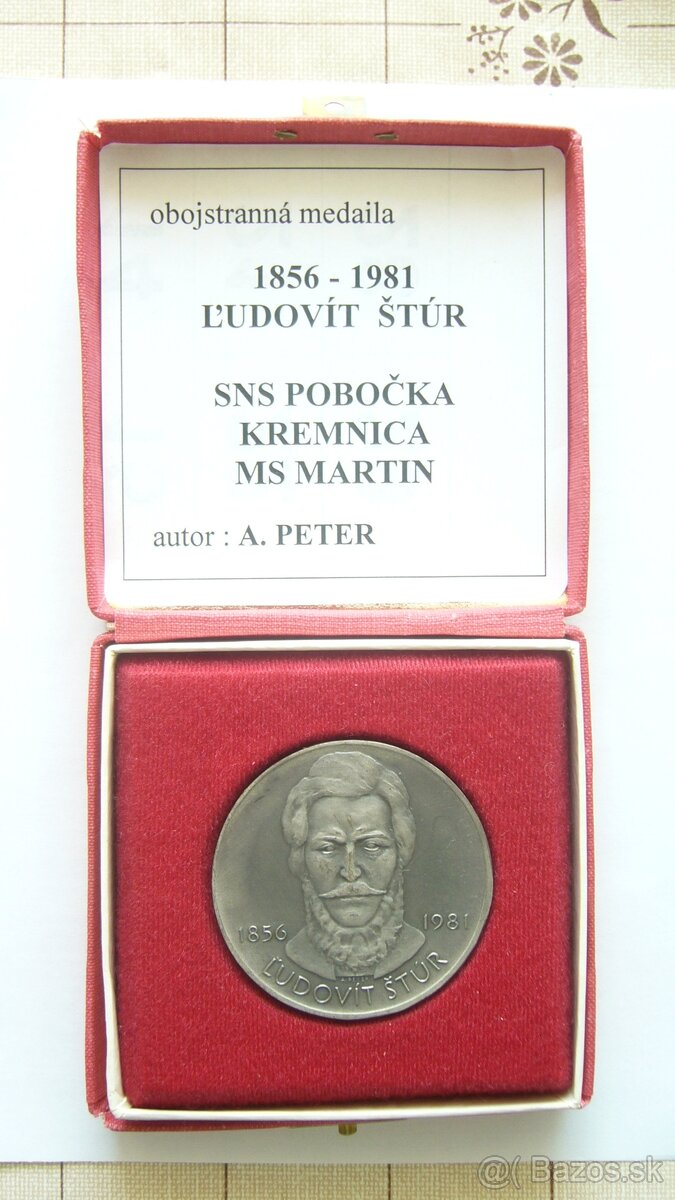 obojstranná medaila
1856 - 1981
ĽUDOVÍT ŠTÚR
SNS POBOČKA
KREMNICA
MS MARTIN
autor : A. PETER
1856 1981
ĽUDOVÍT ŠTÚR
@( Bazos.sk